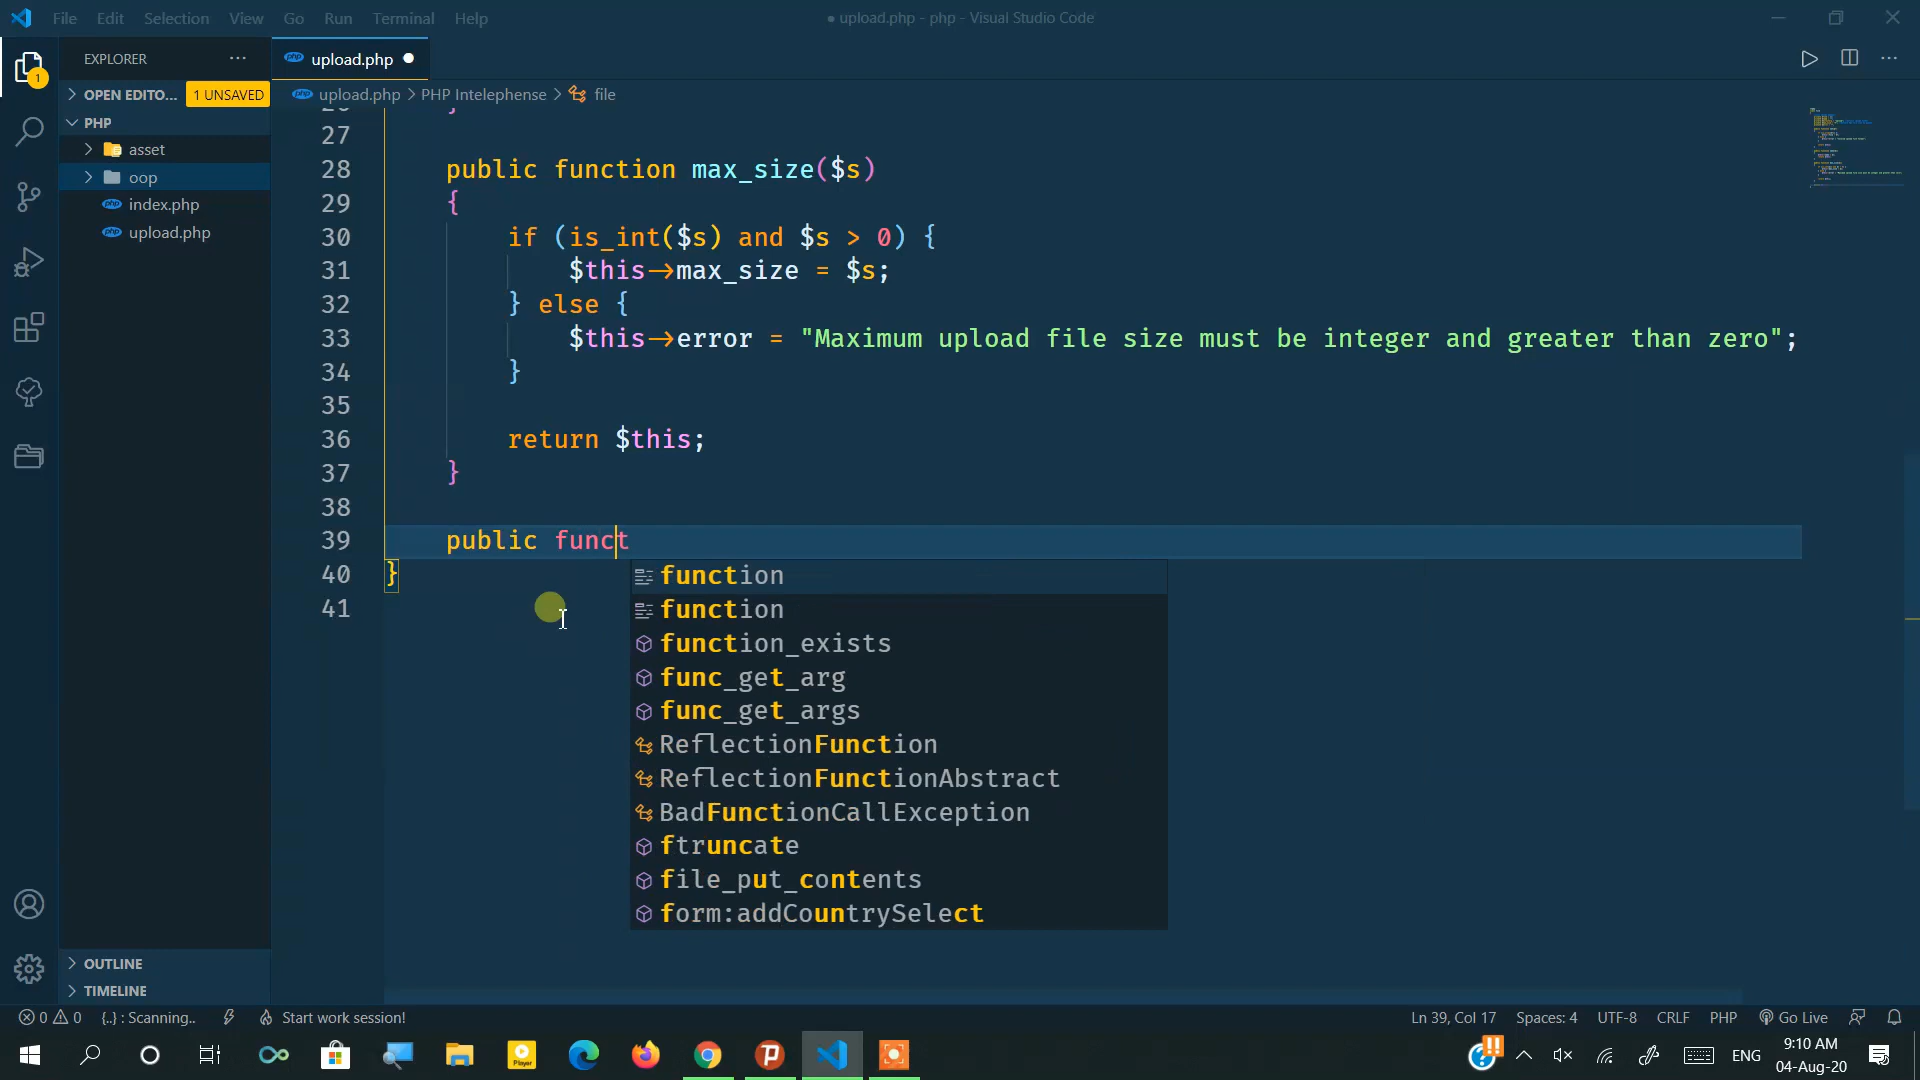 File Edit Selection View Go Run Terminal Help
● upload.php - php - Visual Studio Code
EXPLORER
upload.php
OPEN EDITO... 1 UNSAVED
upload.php > PHP Intelephense > file
PHP
asset
oop
index.php
upload.php
27
28 public function max_size($s)
29 {
30 if (is_int($s) and $s > 0) {
31 $this->max_size = $s;
32 } else {
33 $this->error = "Maximum upload file size must be integer and greater than zero";
34 }
35
36 return $this;
37 }
38
39 public funct
40 }
41
function
function
function_exists
func_get_arg
func_get_args
ReflectionFunction
ReflectionFunctionAbstract
BadFunctionCallException
ftruncate
file_put_contents
form:addCountrySelect
OUTLINE
TIMELINE
0 0 {..} : Scanning.. Start work session! Ln 39, Col 17 Spaces: 4 UTF-8 CRLF PHP Go Live
ENG 9:10 AM
04-Aug-20